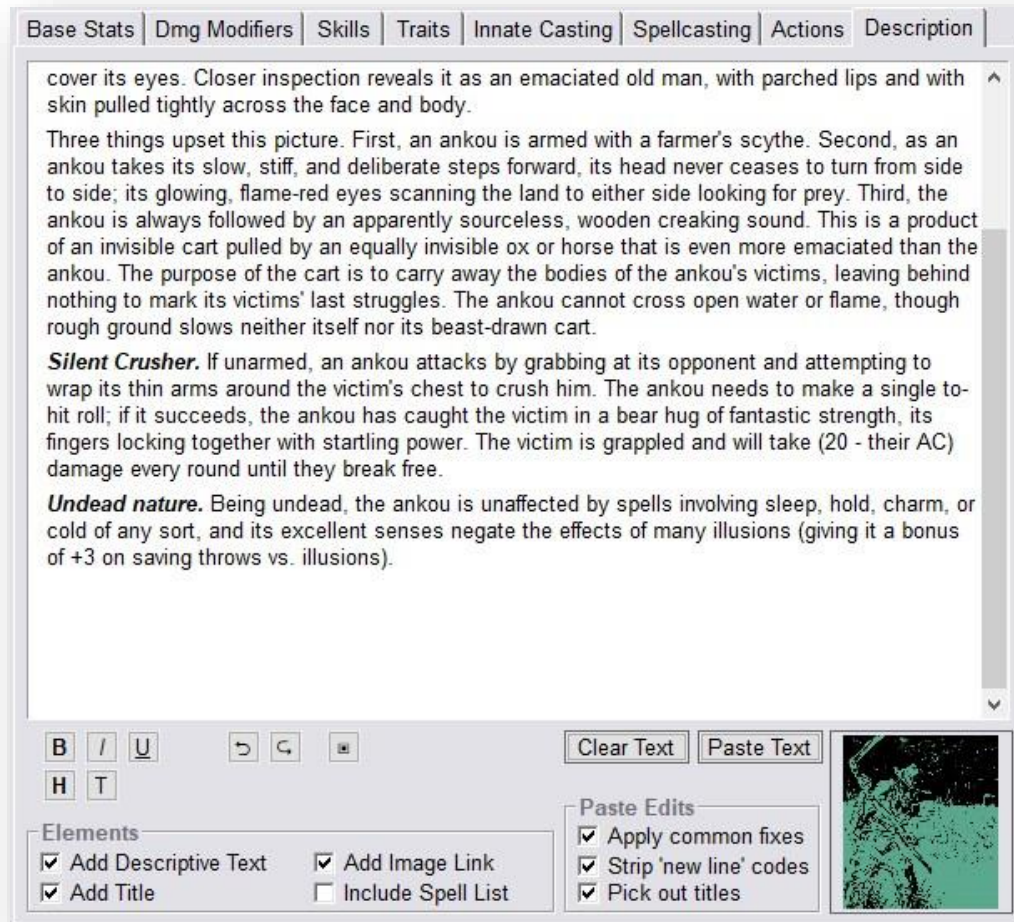 Base Stats Dmg Modifiers Skills Traits Innate Casting Spellcasting Actions Description
cover its eyes. Closer inspection reveals it as an emaciated old man, with parched lips and with
skin pulled tightly across the face and body.
Three things upset this picture. First, an ankou is armed with a farmer's scythe. Second, as an
ankou takes its slow, stiff, and deliberate steps forward, its head never ceases to turn from side
to side; its glowing, flame-red eyes scanning the land to either side looking for prey. Third, the
ankou is always followed by an apparently sourceless, wooden creaking sound. This is a product
of an invisible cart pulled by an equally invisible ox or horse that is even more emaciated than the
ankou. The purpose of the cart is to carry away the bodies of the ankou's victims, leaving behind
nothing to mark its victims' last struggles. The ankou cannot cross open water or flame, though
rough ground slows neither itself nor its beast-drawn cart.
Silent Crusher. If unarmed, an ankou attacks by grabbing at its opponent and attempting to
wrap its thin arms around the victim's chest to crush him. The ankou needs to make a single to-
hit roll; if it succeeds, the ankou has caught the victim in a bear hug of fantastic strength, its
fingers locking together with startling power. The victim is grappled and will take (20 - their AC)
damage every round until they break free.
Undead nature. Being undead, the ankou is unaffected by spells involving sleep, hold, charm, or
cold of any sort, and its excellent senses negate the effects of many illusions (giving it a bonus
of +3 on saving throws vs. illusions).
B I U
Clear Text Paste Text
H T
Elements
Add Descriptive Text Add Image Link
Add Title Include Spell List
Paste Edits
Apply common fixes
Strip 'new line' codes
Pick out titles